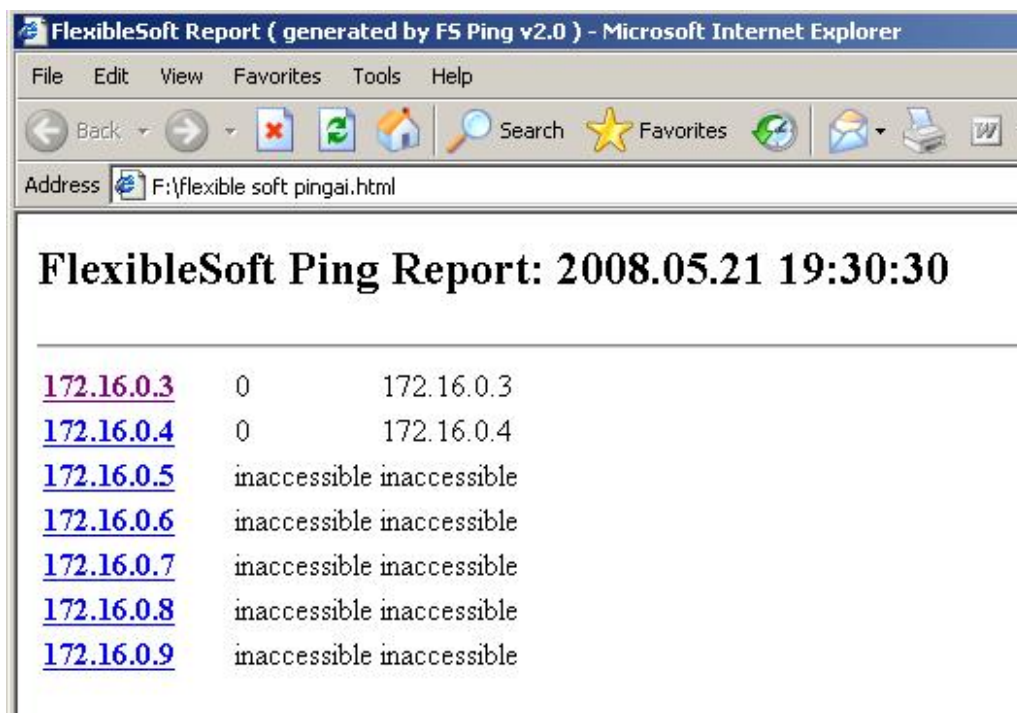 FlexibleSoft Report ( generated by FS Ping v2.0 ) - Microsoft Internet Explorer
File Edit View Favorites Tools Help
Back Search Favorites W
Address F:\flexible soft pingai.html
FlexibleSoft Ping Report: 2008.05.21 19:30:30
172.16.0.3 0 172.16.0.3
172.16.0.4 0 172.16.0.4
172.16.0.5 inaccessible inaccessible
172.16.0.6 inaccessible inaccessible
172.16.0.7 inaccessible inaccessible
172.16.0.8 inaccessible inaccessible
172.16.0.9 inaccessible inaccessible